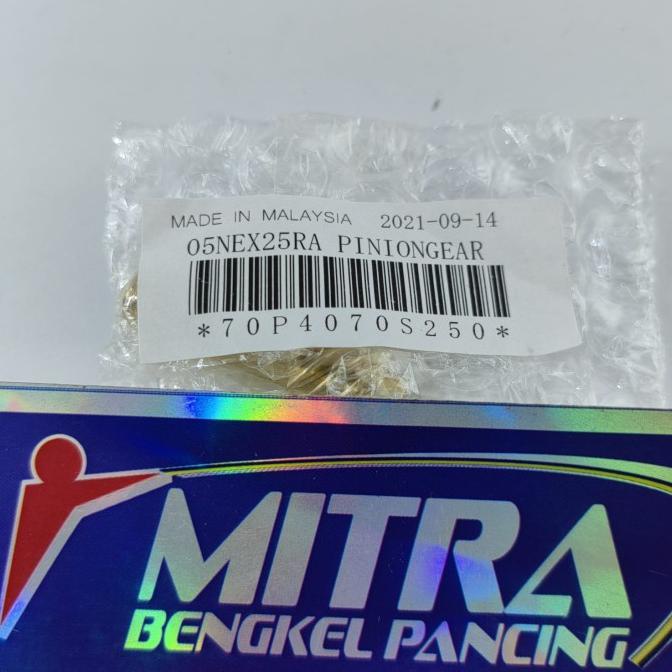 MADE IN MALAYSIA 2021-09-14
05NEX25RA PINIONGEAR
*70P4070S250*
MITRA
BENGKEL PANCING